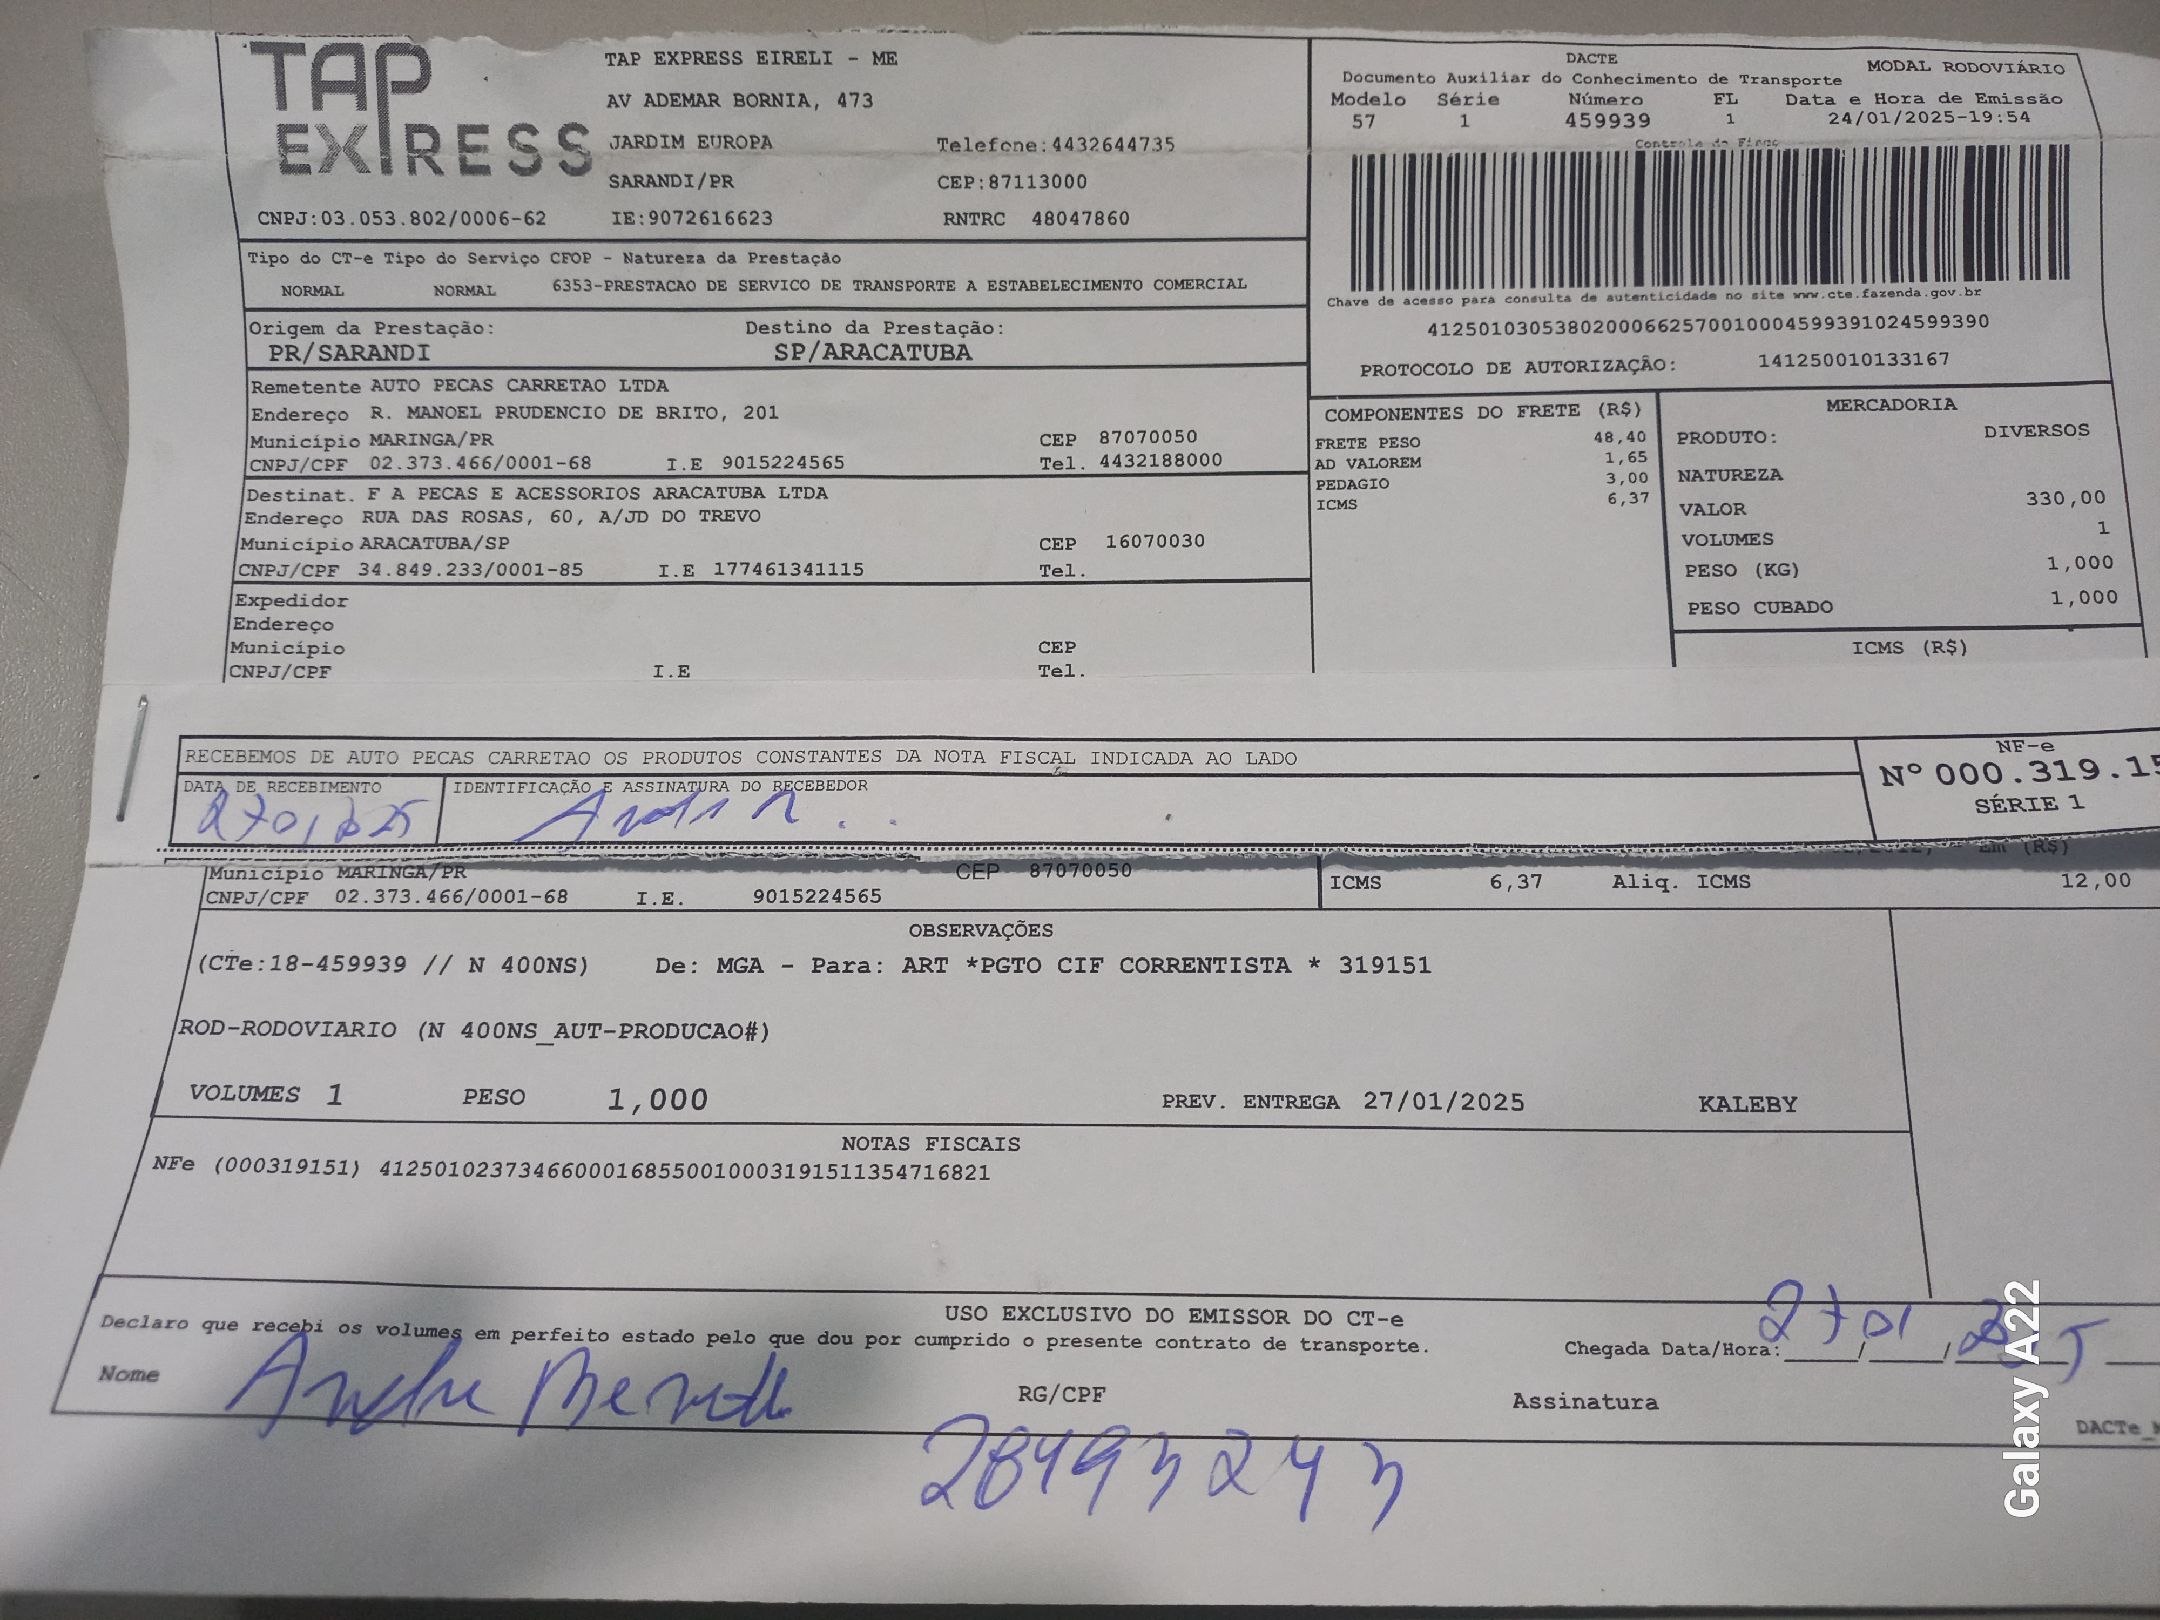 TAP
EXPRESS
TAP EXPRESS EIRELI - ME
AV ADEMAR BORNIA, 473
JARDIM EUROPA Telefone:4432644735
SARANDI/PR CEP:87113000
CNPJ:03.053.802/0006-62 IE:9072616623 RNTRC 48047860
DACTE
Documento Auxiliar do Conhecimento de Transporte MODAL RODOVIÁRIO
Modelo Série Número FL Data e Hora de Emissão
57 1 459939 1 24/01/2025-19:54
Controle do Fisco
Chave de acesso para consulta de autenticidade no site www.cte.fazenda.gov.br
41250103053802000662570010004599391024599390
PROTOCOLO DE AUTORIZAÇÃO: 141250010133167
Tipo do CT-e Tipo do Serviço CFOP - Natureza da Prestação
NORMAL NORMAL 6353-PRESTACAO DE SERVICO DE TRANSPORTE A ESTABELECIMENTO COMERCIAL
Origem da Prestação: Destino da Prestação:
PR/SARANDI SP/ARACATUBA
Remetente AUTO PECAS CARRETAO LTDA
Endereço R. MANOEL PRUDENCIO DE BRITO, 201
Município MARINGA/PR CEP 87070050
CNPJ/CPF 02.373.466/0001-68 I.E 9015224565 Tel. 4432188000
Destinat. F A PECAS E ACESSORIOS ARACATUBA LTDA
Endereço RUA DAS ROSAS, 60, A/JD DO TREVO
Município ARACATUBA/SP CEP 16070030
CNPJ/CPF 34.849.233/0001-85 I.E 177461341115 Tel.
Expedidor
Endereço
Município CEP
CNPJ/CPF I.E Tel.
COMPONENTES DO FRETE (R$)
FRETE PESO 48,40
AD VALOREM 1,65
PEDAGIO 3,00
ICMS 6,37
MERCADORIA
PRODUTO: DIVERSOS
NATUREZA
VALOR 330,00
VOLUMES 1
PESO (KG) 1,000
PESO CUBADO 1,000
ICMS (R$)
RECEBEMOS DE AUTO PECAS CARRETAO OS PRODUTOS CONSTANTES DA NOTA FISCAL INDICADA AO LADO
DATA DE RECEBIMENTO IDENTIFICAÇÃO E ASSINATURA DO RECEBEDOR
NF-e
Nº 000.319.15
SÉRIE 1
Em (R$)
Município MARINGA/PR CEP 87070050
CNPJ/CPF 02.373.466/0001-68 I.E. 9015224565
ICMS 6,37 Aliq. ICMS 12,00
OBSERVAÇÕES
(CTe:18-459939 // N 400NS) De: MGA - Para: ART *PGTO CIF CORRENTISTA * 319151
ROD-RODOVIARIO (N 400NS_AUT-PRODUCAO#)
VOLUMES 1 PESO 1,000 PREV. ENTREGA 27/01/2025 KALEBY
NOTAS FISCAIS
NFe (000319151) 41250102373466000168550010003191511354716821
USO EXCLUSIVO DO EMISSOR DO CT-e
Declaro que recebi os volumes em perfeito estado pelo que dou por cumprido o presente contrato de transporte.
Chegada Data/Hora: 27 / 01 / 25
Nome Andre RG/CPF Assinatura
28493243
DACTe_
Galaxy A22